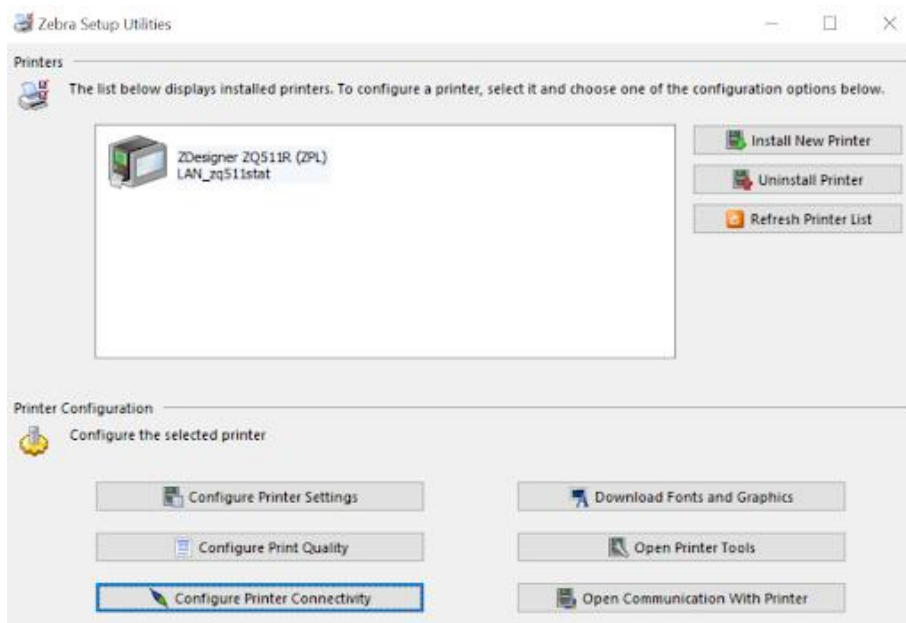 Zebra Setup Utilities
Printers
The list below displays installed printers. To configure a printer, select it and choose one of the configuration options below.
ZDesigner ZQ511R (ZPL)
LAN_zq511stat
Install New Printer
Uninstall Printer
Refresh Printer List
Printer Configuration
Configure the selected printer
Configure Printer Settings
Download Fonts and Graphics
Configure Print Quality
Open Printer Tools
Configure Printer Connectivity
Open Communication With Printer